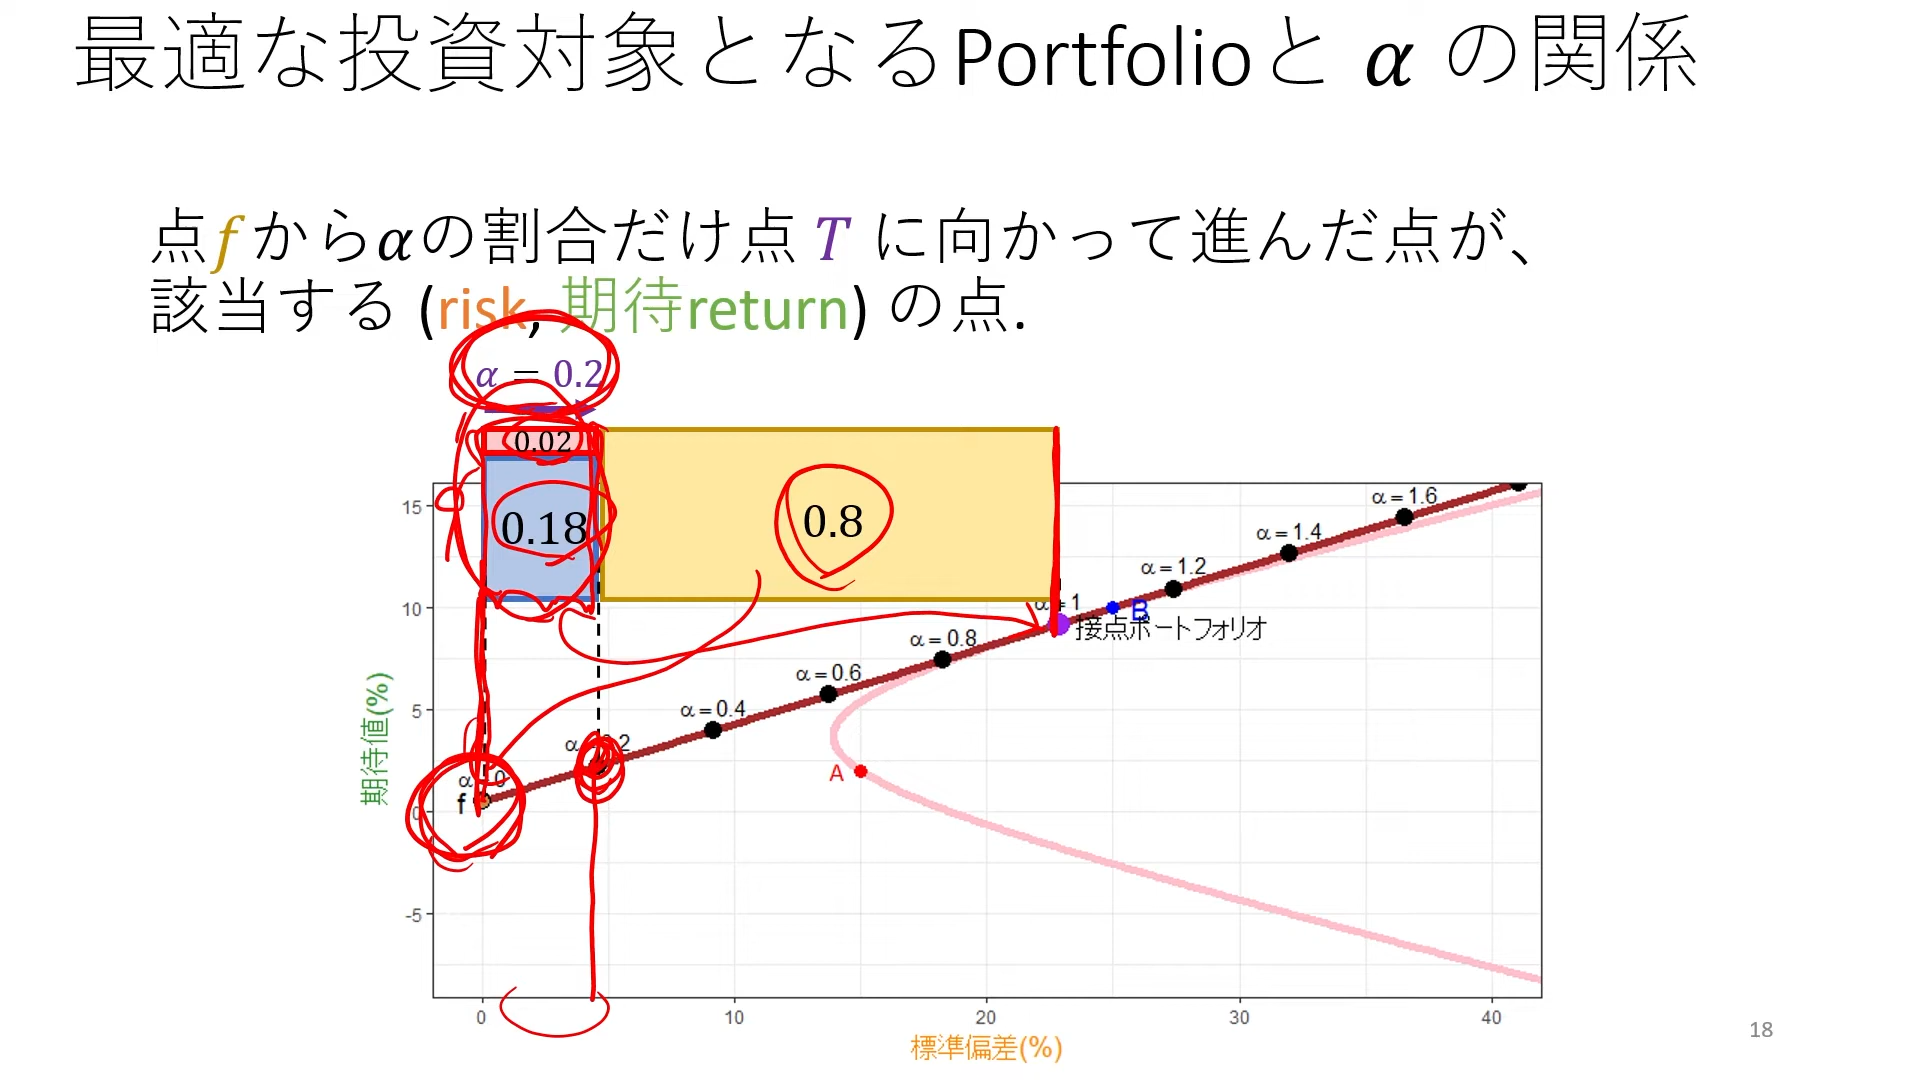 最適な投資対象となるPortfolioと α の関係
点fからαの割合だけ点 T に向かって進んだ点が、
該当する (risk, 期待return) の点.
α = 0.2
0.02
0.18
0.8
15
10
5
0
-5
期待値(%)
α = 1.6
α = 1.4
α = 1.2
α = 1
B
接点ポートフォリオ
α = 0.8
α = 0.6
α = 0.4
A
f
0
10
20
30
40
標準偏差(%)
18